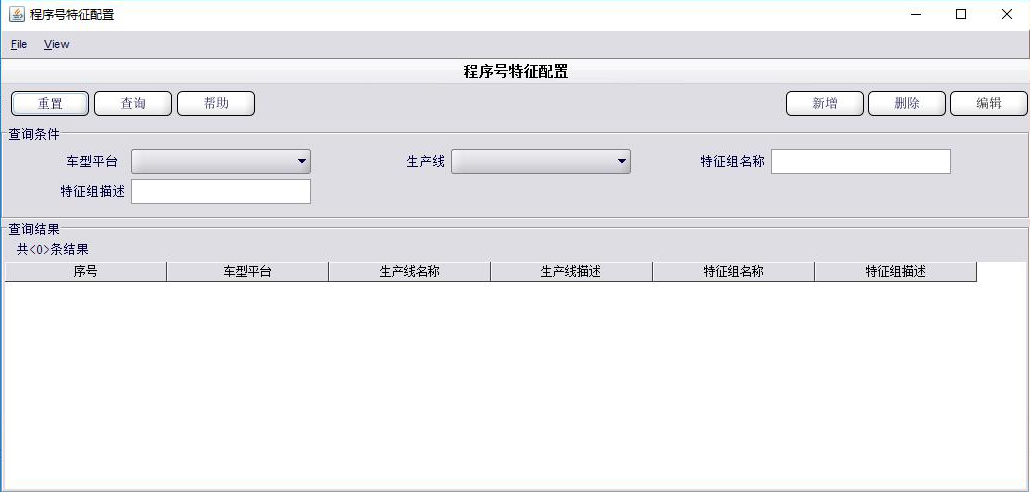 程序号特征配置
File View
程序号特征配置
重置 查询 帮助 新增 删除 编辑
查询条件
车型平台 生产线 特征组名称
特征组描述
查询结果
共<0>条结果
序号 车型平台 生产线名称 生产线描述 特征组名称 特征组描述